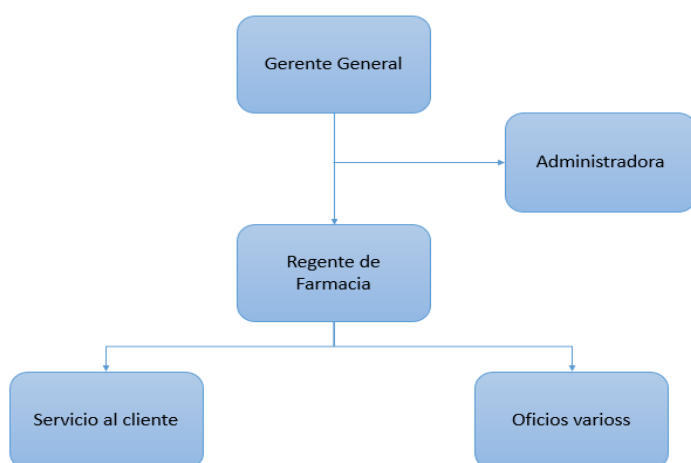 Gerente General
Administradora
Regente de
Farmacia
Servicio al cliente
Oficios varioss